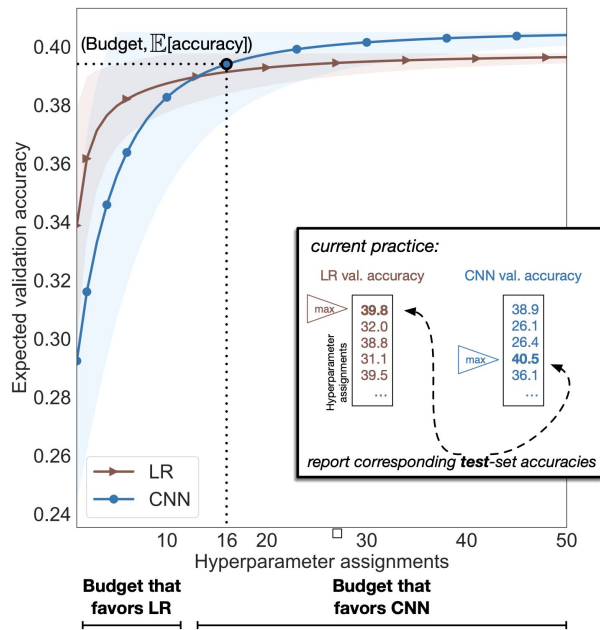 0.40
0.38
0.36
0.34
0.32
0.30
0.28
0.26
0.24
Expected validation accuracy
(Budget, 𝔼[accuracy])
current practice:
LR val. accuracy
max
Hyperparameter
assignments
39.8
32.0
38.8
31.1
39.5
...
CNN val. accuracy
max
38.9
26.1
26.4
40.5
36.1
...
report corresponding test-set accuracies
LR
CNN
10 16 20 30 40 50
Hyperparameter assignments
Budget that
favors LR
Budget that
favors CNN